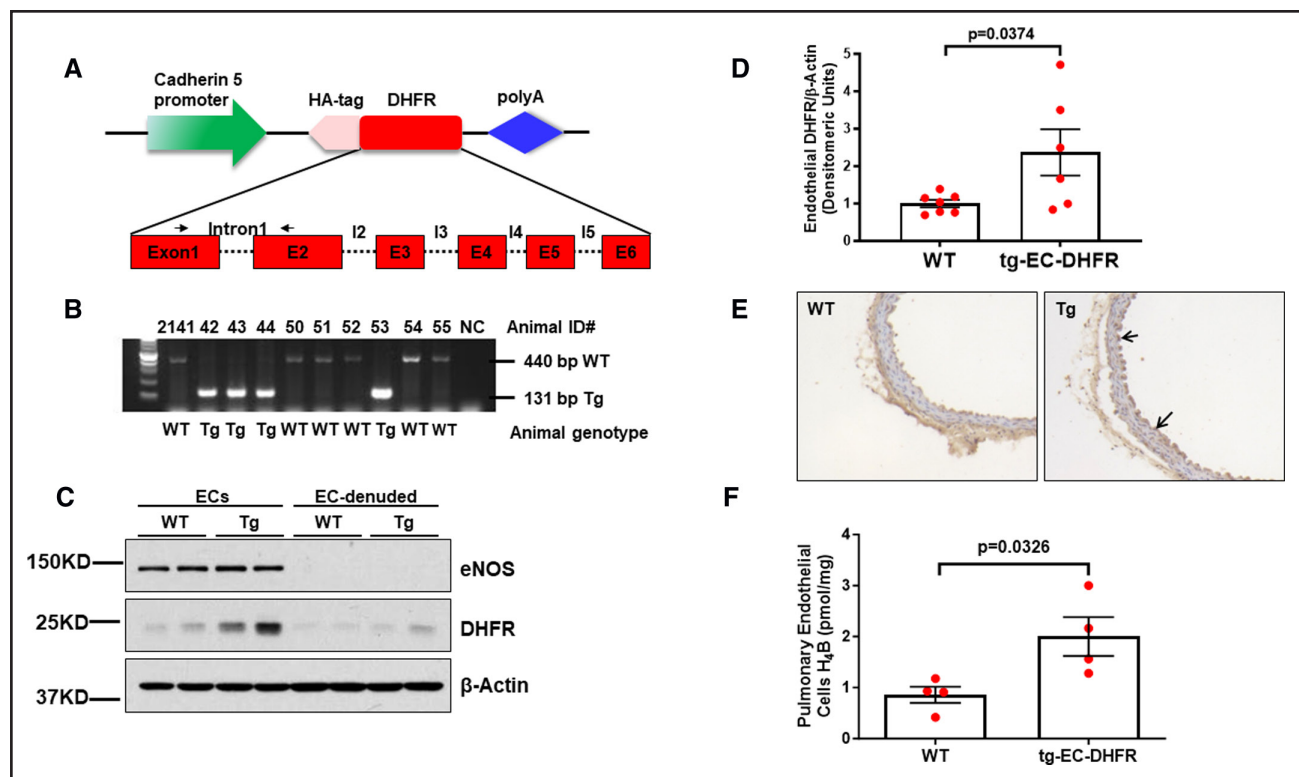 A
Cadherin 5
promoter
HA-tag
DHFR
polyA
Intron1
I2
I3
I4
I5
Exon1
E2
E3
E4
E5
E6
B
2141 42 43 44 50 51 52 53 54 55 NC Animal ID#
440 bp WT
131 bp Tg
WT Tg Tg Tg WT WT WT Tg WT WT Animal genotype
C
ECs EC-denuded
WT Tg WT Tg
150KD
eNOS
25KD
DHFR
37KD
β-Actin
D
p=0.0374
Endothelial DHFR/β-Actin
(Densitomeric Units)
5
4
3
2
1
0
WT tg-EC-DHFR
E
WT
Tg
F
p=0.0326
Pulmonary Endothelial
Cells H₄B (pmol/mg)
4
3
2
1
0
WT tg-EC-DHFR